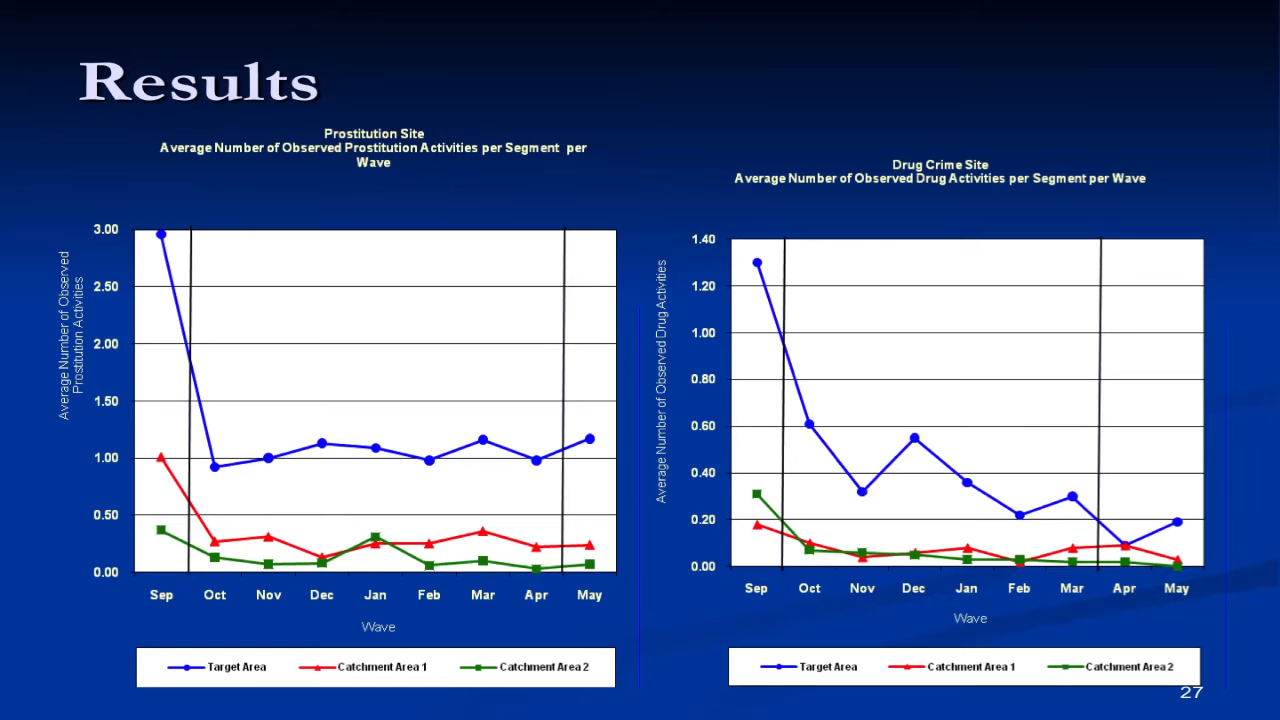 Results
Prostitution Site
Average Number of Observed Prostitution Activities per Segment per
Wave
Average Number of Observed
Prostitution Activities
3.00
2.50
2.00
1.50
1.00
0.50
0.00
Sep Oct Nov Dec Jan Feb Mar Apr May
Wave
Target Area Catchment Area 1 Catchment Area 2
Drug Crime Site
Average Number of Observed Drug Activities per Segment per Wave
Average Number of Observed Drug Activities
1.40
1.20
1.00
0.80
0.60
0.40
0.20
0.00
Sep Oct Nov Dec Jan Feb Mar Apr May
Wave
Target Area Catchment Area 1 Catchment Area 2
27